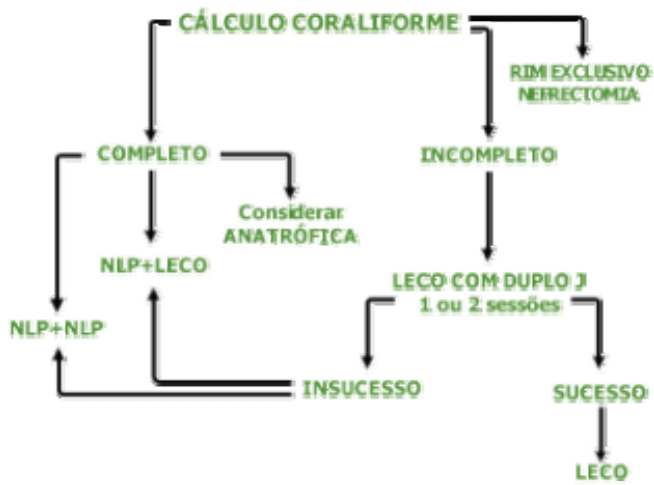 CÁLCULO CORALIFORME
RIM EXCLUSIVO
NEFRECTOMIA
COMPLETO
INCOMPLETO
Considerar
ANATRÓFICA
NLP+LECO
LECO COM DUPLO J
1 ou 2 sessões
NLP+NLP
INSUCESSO
SUCESSO
LECO